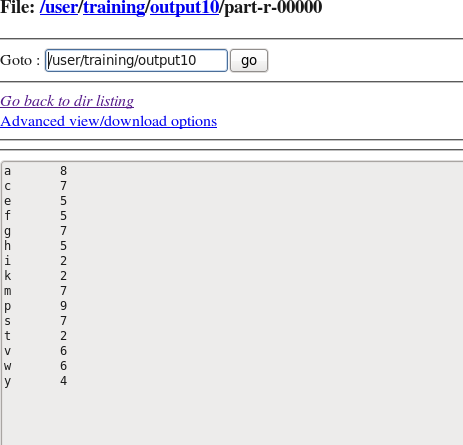 File: /user/training/output10/part-r-00000
Goto : /user/training/output10 go
Go back to dir listing
Advanced view/download options
a 8
c 7
e 5
f 5
g 7
h 5
i 2
k 2
m 7
p 9
s 7
t 2
v 6
w 6
y 4